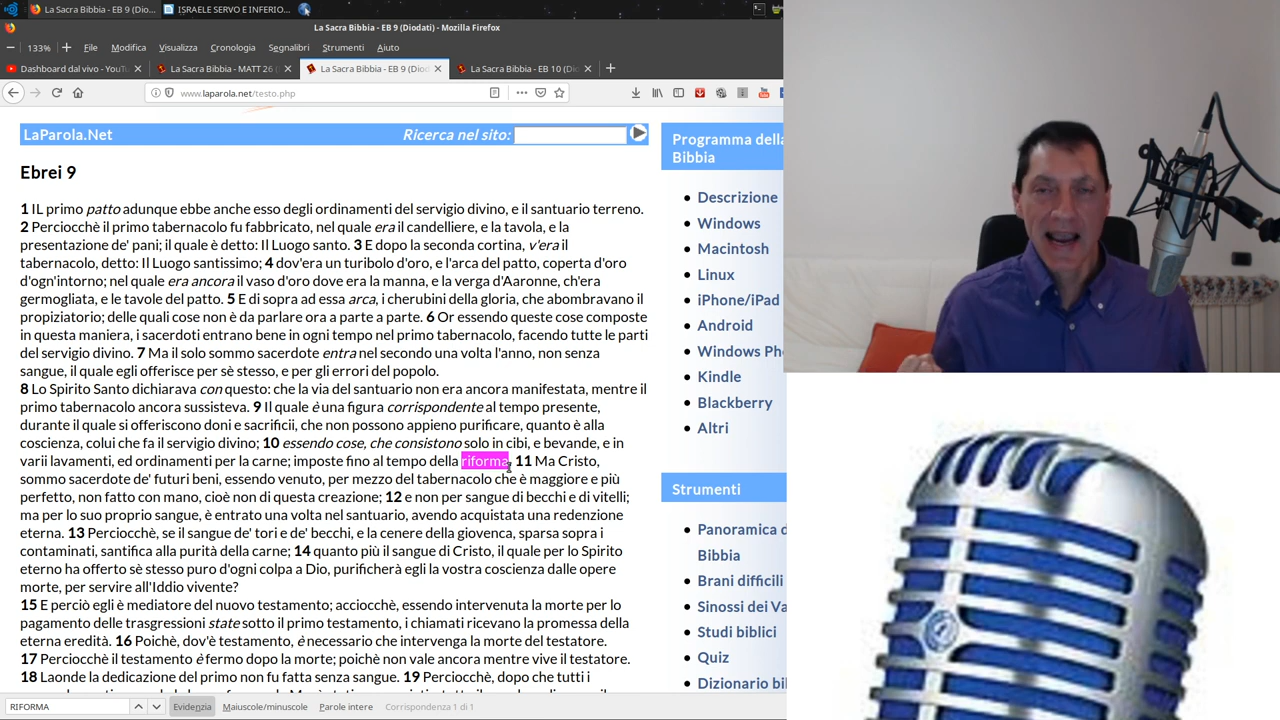 La Sacra Bibbia - EB 9 (Dio...
ISRAELE SERVO E INFERIO...
La Sacra Bibbia - EB 9 (Diodati) - Mozilla Firefox
133%
File Modifica Visualizza Cronologia Segnalibri Strumenti Aiuto
Dashboard dal vivo - YouTu
La Sacra Bibbia - MATT 26 (
La Sacra Bibbia - EB 9 (Diod
La Sacra Bibbia - EB 10 (Dio
www.laparola.net/testo.php
LaParola.Net
Ricerca nel sito:
Ebrei 9
1 IL primo patto adunque ebbe anche esso degli ordinamenti del servigio divino, e il santuario terreno.
2 Perciocchè il primo tabernacolo fu fabbricato, nel quale era il candelliere, e la tavola, e la
presentazione de' pani; il quale è detto: Il Luogo santo. 3 E dopo la seconda cortina, v'era il
tabernacolo, detto: Il Luogo santissimo; 4 dov'era un turibolo d'oro, e l'arca del patto, coperta d'oro
d'ogn'intorno; nel quale era ancora il vaso d'oro dove era la manna, e la verga d'Aaronne, ch'era
germogliata, e le tavole del patto. 5 E di sopra ad essa arca, i cherubini della gloria, che abombravano il
propiziatorio; delle quali cose non è da parlare ora a parte a parte. 6 Or essendo queste cose composte
in questa maniera, i sacerdoti entrano bene in ogni tempo nel primo tabernacolo, facendo tutte le parti
del servigio divino. 7 Ma il solo sommo sacerdote entra nel secondo una volta l'anno, non senza
sangue, il quale egli offerisce per sè stesso, e per gli errori del popolo.
8 Lo Spirito Santo dichiarava con questo: che la via del santuario non era ancora manifestata, mentre il
primo tabernacolo ancora sussisteva. 9 Il quale è una figura corrispondente al tempo presente,
durante il quale si offeriscono doni e sacrificii, che non possono appieno purificare, quanto è alla
coscienza, colui che fa il servigio divino; 10 essendo cose, che consistono solo in cibi, e bevande, e in
varii lavamenti, ed ordinamenti per la carne; imposte fino al tempo della riforma. 11 Ma Cristo,
sommo sacerdote de' futuri beni, essendo venuto, per mezzo del tabernacolo che è maggiore e più
perfetto, non fatto con mano, cioè non di questa creazione; 12 e non per sangue di becchi e di vitelli;
ma per lo suo proprio sangue, è entrato una volta nel santuario, avendo acquistata una redenzione
eterna. 13 Perciocchè, se il sangue de' tori e de' becchi, e la cenere della giovenca, sparsa sopra i
contaminati, santifica alla purità della carne; 14 quanto più il sangue di Cristo, il quale per lo Spirito
eterno ha offerto sè stesso puro d'ogni colpa a Dio, purificherà egli la vostra coscienza dalle opere
morte, per servire all'Iddio vivente?
15 E perciò egli è mediatore del nuovo testamento; acciocchè, essendo intervenuta la morte per lo
pagamento delle trasgressioni state sotto il primo testamento, i chiamati ricevano la promessa della
eterna eredità. 16 Poichè, dov'è testamento, è necessario che intervenga la morte del testatore.
17 Perciocchè il testamento è fermo dopo la morte; poichè non vale ancora mentre vive il testatore.
18 Laonde la dedicazione del primo non fu fatta senza sangue. 19 Perciocchè, dopo che tutti i
Programma della
Bibbia
Descrizione
Windows
Macintosh
Linux
iPhone/iPad
Android
Windows Ph
Kindle
Blackberry
Altri
Strumenti
Panoramica d
Bibbia
Brani difficili
Sinossi dei Va
Studi biblici
Quiz
Dizionario bil
RIFORMA
Evidenzia Maiuscole/minuscole Parole intere Corrispondenza 1 di 1